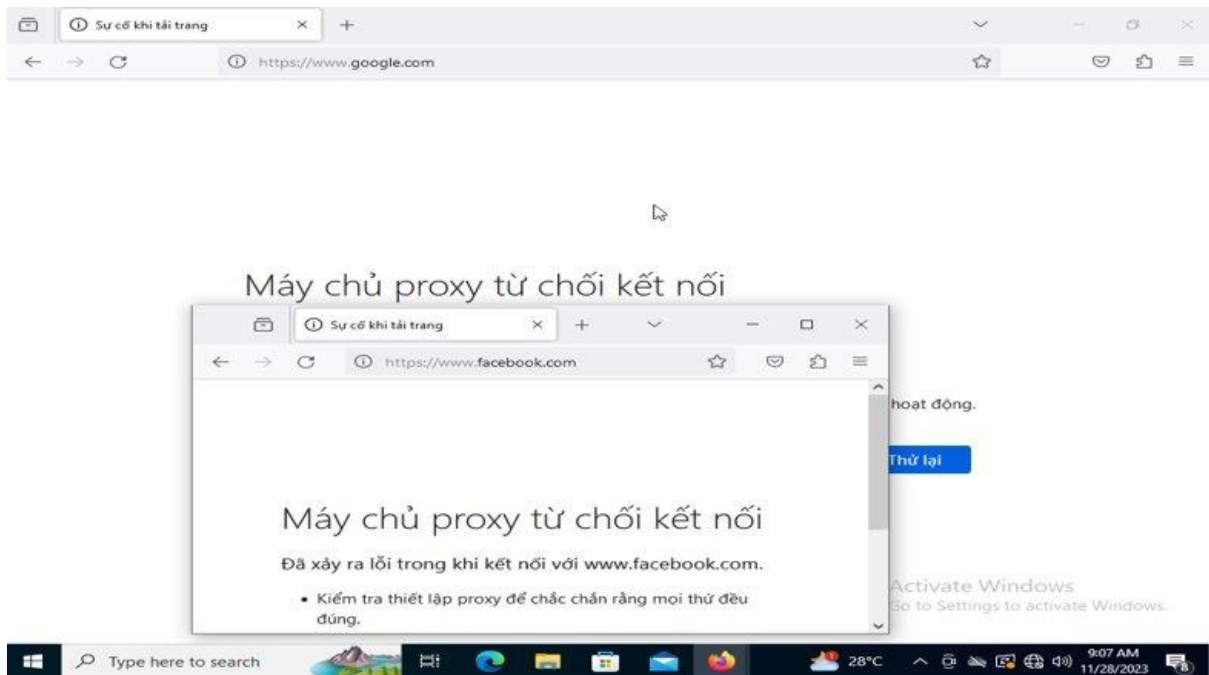 Sự cố khi tải trang
https://www.google.com
Máy chủ proxy từ chối kết nối
Sự cố khi tải trang
https://www.facebook.com
hoạt động.
Thử lại
Máy chủ proxy từ chối kết nối
Đã xảy ra lỗi trong khi kết nối với www.facebook.com.
• Kiểm tra thiết lập proxy để chắc chắn rằng mọi thứ đều
đúng.
Activate Windows
Go to Settings to activate Windows.
Type here to search
28°C
9:07 AM
11/28/2023
8